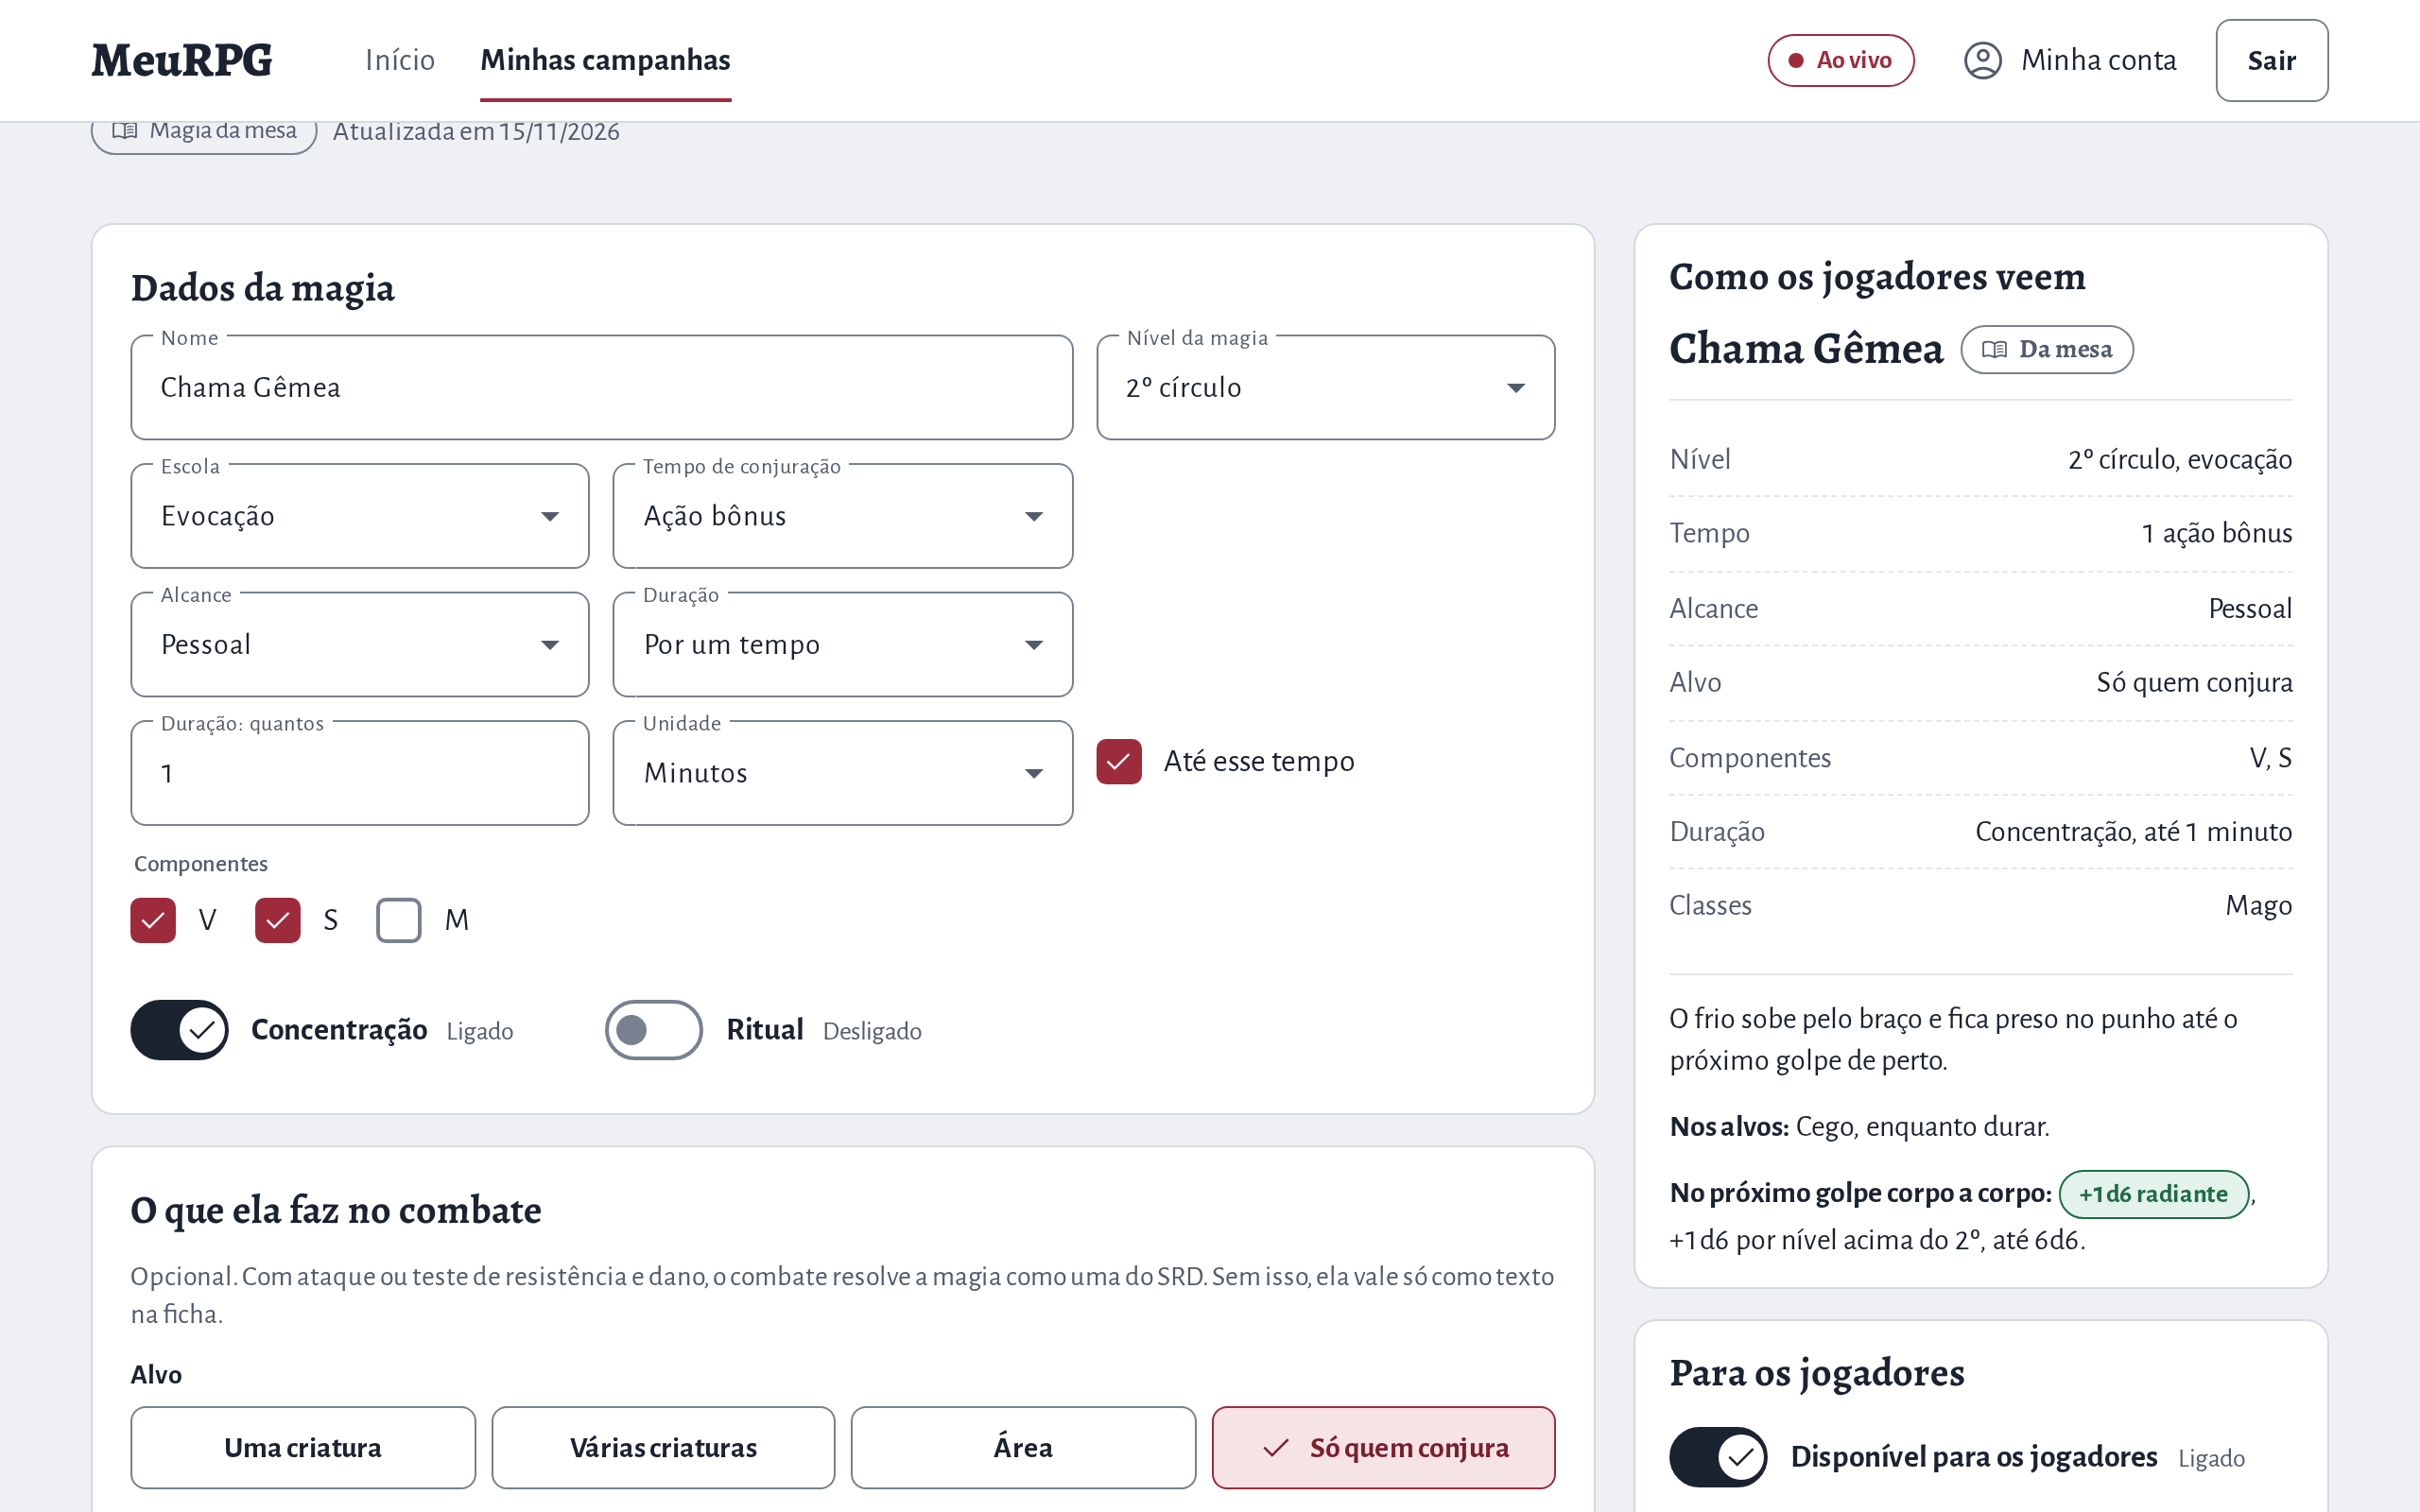 MeuRPG
Início
Minhas campanhas
Ao vivo
Minha conta
Sair
Magia da mesa
Atualizada em 15/11/2026
Dados da magia
Nome
Chama Gêmea
Nível da magia
2º círculo
Escola
Evocação
Tempo de conjuração
Ação bônus
Alcance
Pessoal
Duração
Por um tempo
Duração: quantos
1
Unidade
Minutos
Até esse tempo
Componentes
V
S
M
Concentração Ligado
Ritual Desligado
O que ela faz no combate
Opcional. Com ataque ou teste de resistência e dano, o combate resolve a magia como uma do SRD. Sem isso, ela vale só como texto
na ficha.
Alvo
Uma criatura
Várias criaturas
Área
Só quem conjura
Como os jogadores veem
Chama Gêmea
Da mesa
Nível 2º círculo, evocação
Tempo 1 ação bônus
Alcance Pessoal
Alvo Só quem conjura
Componentes V, S
Duração Concentração, até 1 minuto
Classes Mago
O frio sobe pelo braço e fica preso no punho até o
próximo golpe de perto.
Nos alvos: Cego, enquanto durar.
No próximo golpe corpo a corpo: +1d6 radiante,
+1d6 por nível acima do 2º, até 6d6.
Para os jogadores
Disponível para os jogadores Ligado